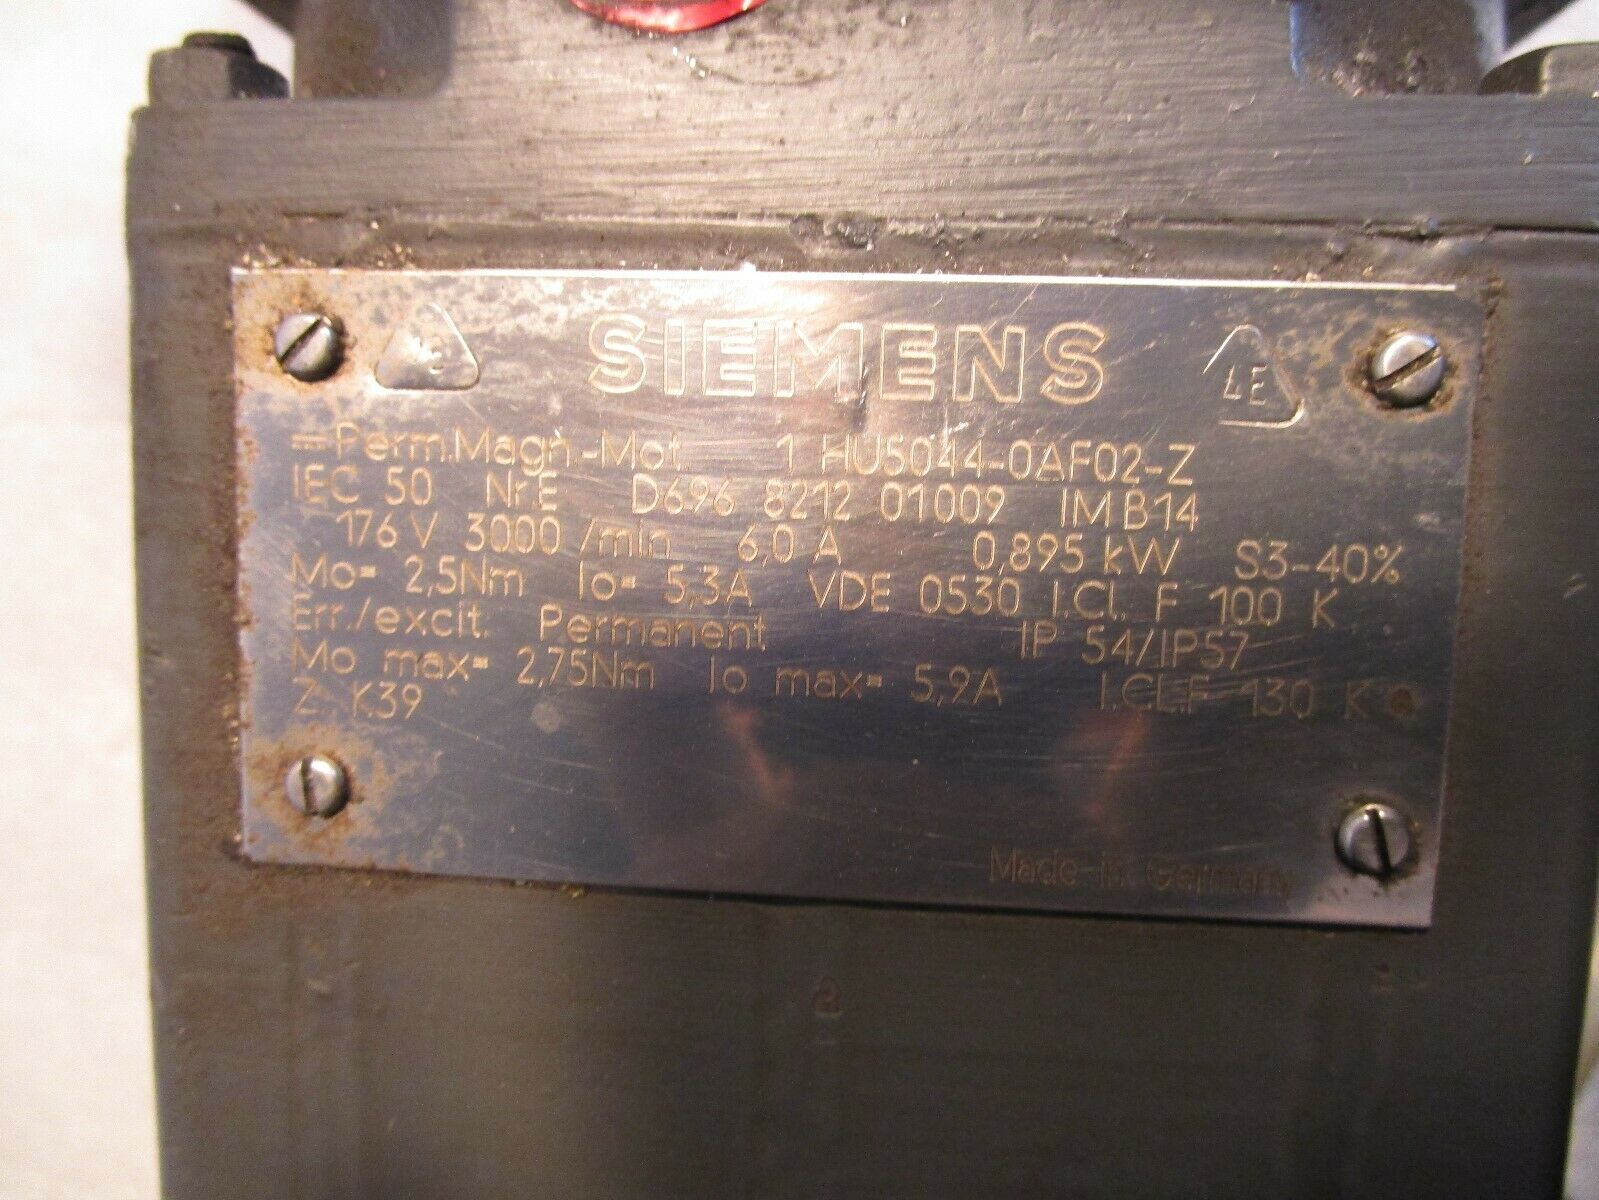 SIEMENS
=Perm.Magn.-Mot. 1 HU5044-0AF02-Z
IEC 50 Nr.E D696 8212 01009 IM B14
176 V 3000 /min 6,0 A 0,895 kW S3-40%
Mo= 2,5Nm Io= 5,3A VDE 0530 I.Cl. F 100 K
Err./excit. Permanent IP 54/IP57
Mo max= 2,75Nm Io max= 5,9A I.Cl.F 130 K
Z K39
Made in Germany